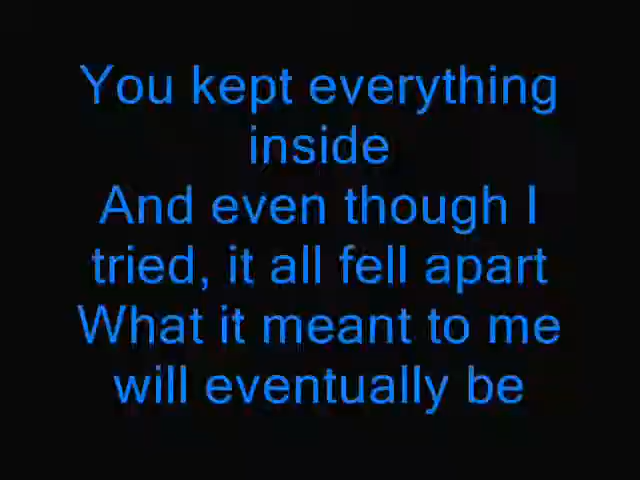 You kept everything
inside
And even though I
tried, it all fell apart
What it meant to me
will eventually be